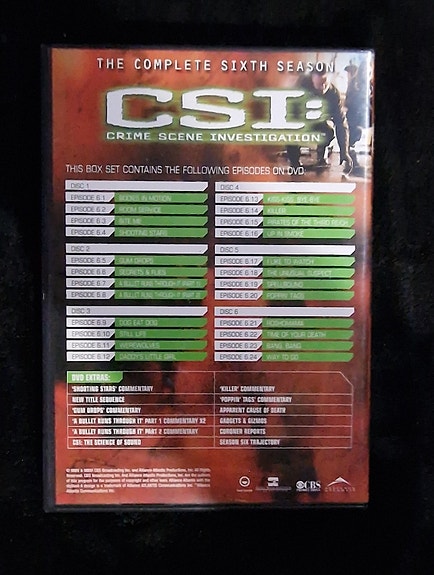 THE COMPLETE SIXTH SEASON
CSI:
CRIME SCENE INVESTIGATION
THIS BOX SET CONTAINS THE FOLLOWING EPISODES ON DVD
DISC 1
EPISODE 6.1 BODIES IN MOTION
EPISODE 6.2 ROOM SERVICE
EPISODE 6.3 BITE ME
EPISODE 6.4 SHOOTING STARS
DISC 2
EPISODE 6.5 GUM DROPS
EPISODE 6.6 SECRETS & FLIES
EPISODE 6.7 A BULLET RUNS THROUGH IT (PART I)
EPISODE 6.8 A BULLET RUNS THROUGH IT (PART II)
DISC 3
EPISODE 6.9 DOG EAT DOG
EPISODE 6.10 STILL LIFE
EPISODE 6.11 WEREWOLVES
EPISODE 6.12 DADDY'S LITTLE GIRL
DISC 4
EPISODE 6.13 KISS-KISS, BYE-BYE
EPISODE 6.14 KILLER
EPISODE 6.15 PIRATES OF THE THIRD REICH
EPISODE 6.16 UP IN SMOKE
DISC 5
EPISODE 6.17 I LIKE TO WATCH
EPISODE 6.18 THE UNUSUAL SUSPECT
EPISODE 6.19 SPELLBOUND
EPISODE 6.20 POPPIN' TAGS
DISC 6
EPISODE 6.21 RASHOMAMA
EPISODE 6.22 TIME OF YOUR DEATH
EPISODE 6.23 BANG, BANG
EPISODE 6.24 WAY TO GO
DVD EXTRAS:
'SHOOTING STARS' COMMENTARY
NEW TITLE SEQUENCE
'GUM DROPS' COMMENTARY
'A BULLET RUNS THROUGH IT' PART 1 COMMENTARY X2
'A BULLET RUNS THROUGH IT' PART 2 COMMENTARY
CSI: THE SCIENCE OF SOUND
'KILLER' COMMENTARY
'POPPIN' TAGS' COMMENTARY
APPARENT CAUSE OF DEATH
GADGETS & GIZMOS
CORONER REPORTS
SEASON SIX TRAJECTORY
CBS